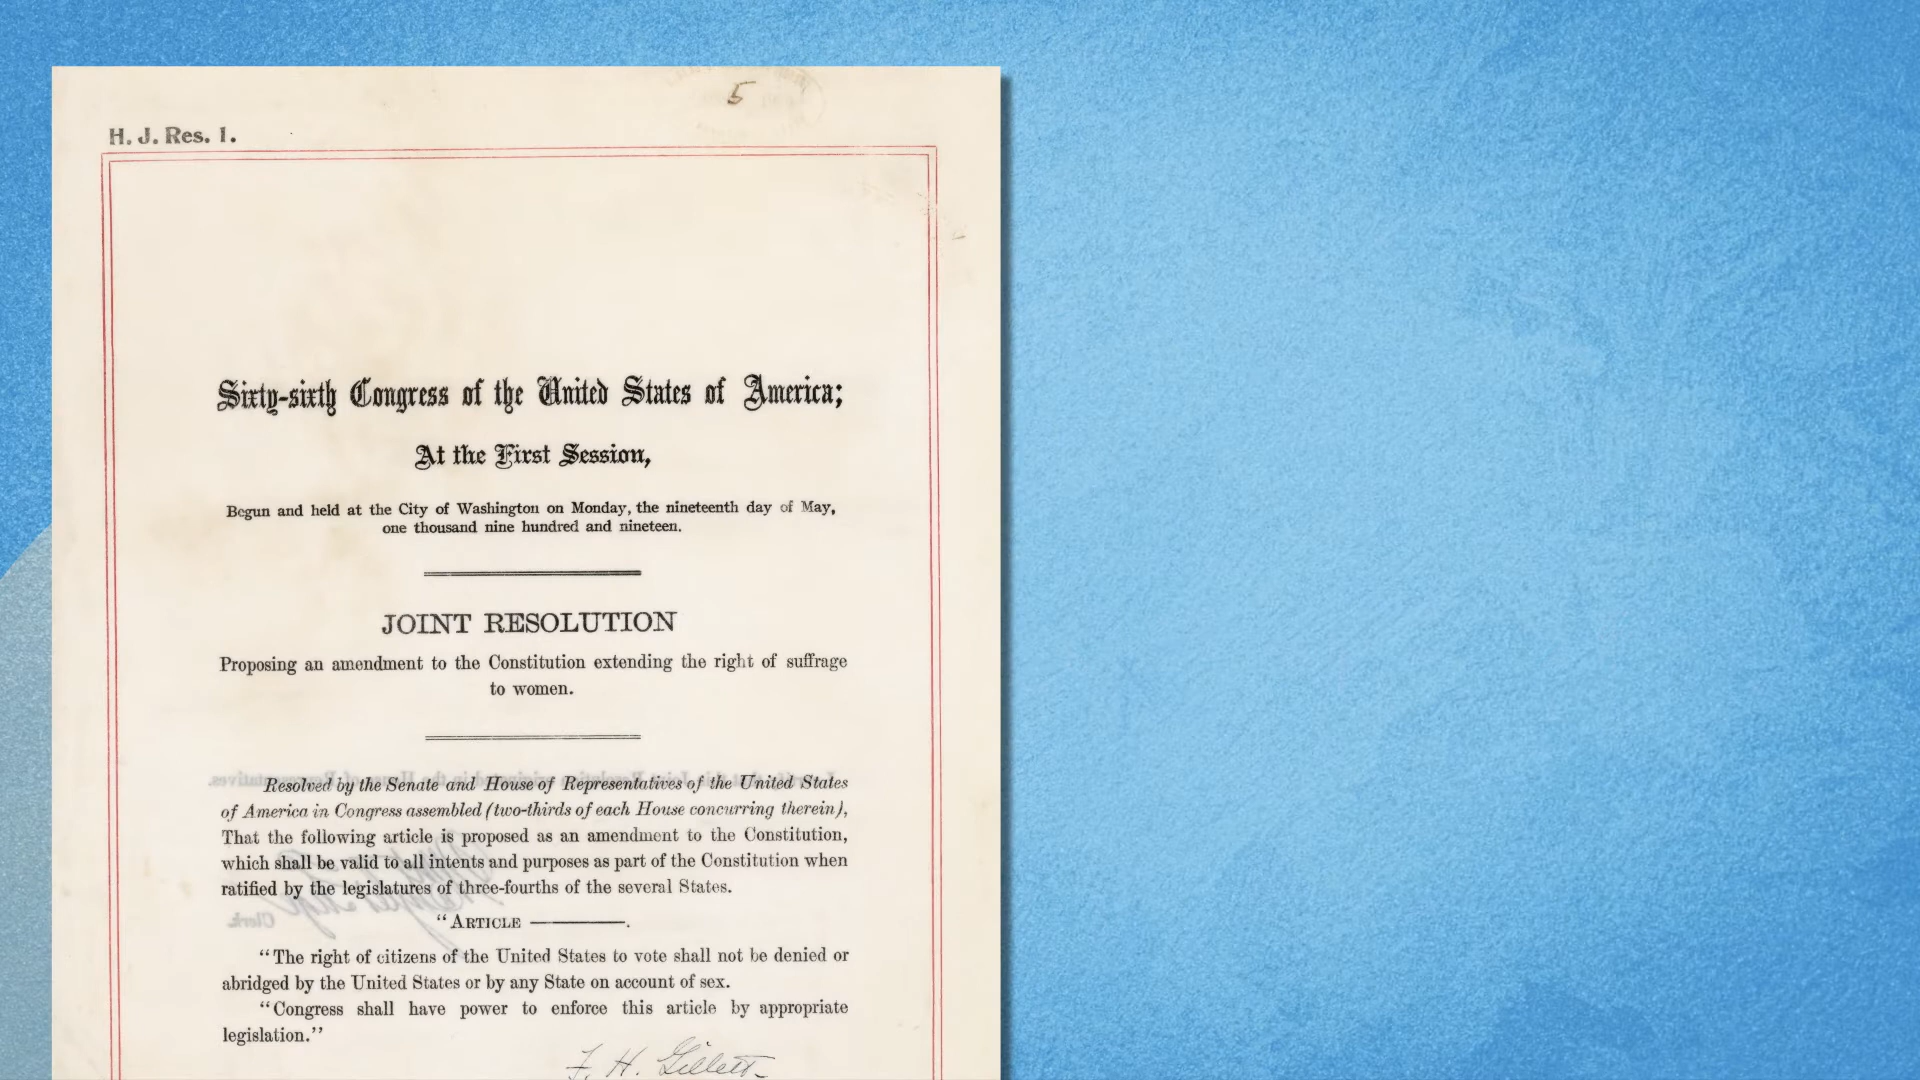 5
H. J. Res. 1.
Sixty-sixth Congress of the United States of America;
At the First Session,
Begun and held at the City of Washington on Monday, the nineteenth day of May,
one thousand nine hundred and nineteen.
JOINT RESOLUTION
Proposing an amendment to the Constitution extending the right of suffrage
to women.
Resolved by the Senate and House of Representatives of the United States
of America in Congress assembled (two-thirds of each House concurring therein),
That the following article is proposed as an amendment to the Constitution,
which shall be valid to all intents and purposes as part of the Constitution when
ratified by the legislatures of three-fourths of the several States.
Clerk.
“ARTICLE ————.
“The right of citizens of the United States to vote shall not be denied or
abridged by the United States or by any State on account of sex.
“Congress shall have power to enforce this article by appropriate
legislation.”
F. H. Gillett